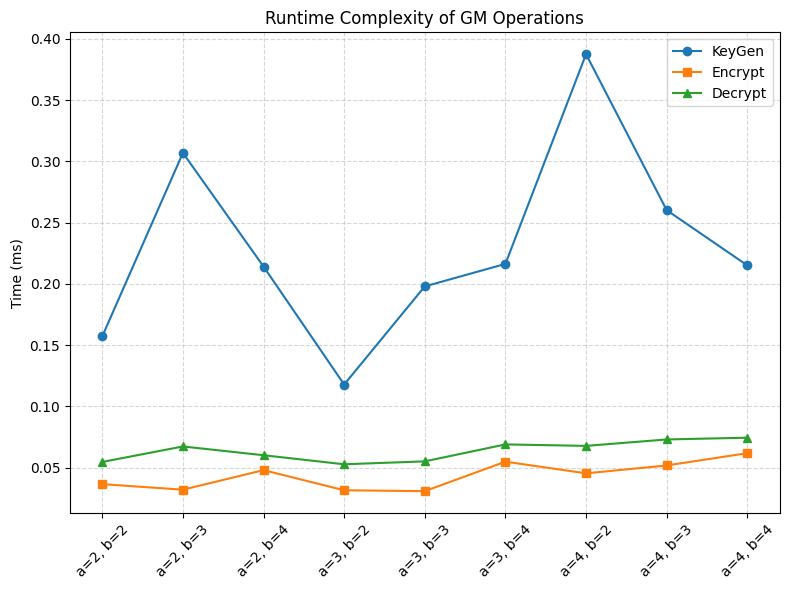 Runtime Complexity of GM Operations
KeyGen
Encrypt
Decrypt
Time (ms)
0.40
0.35
0.30
0.25
0.20
0.15
0.10
0.05
a=2, b=2
a=2, b=3
a=2, b=4
a=3, b=2
a=3, b=3
a=3, b=4
a=4, b=2
a=4, b=3
a=4, b=4